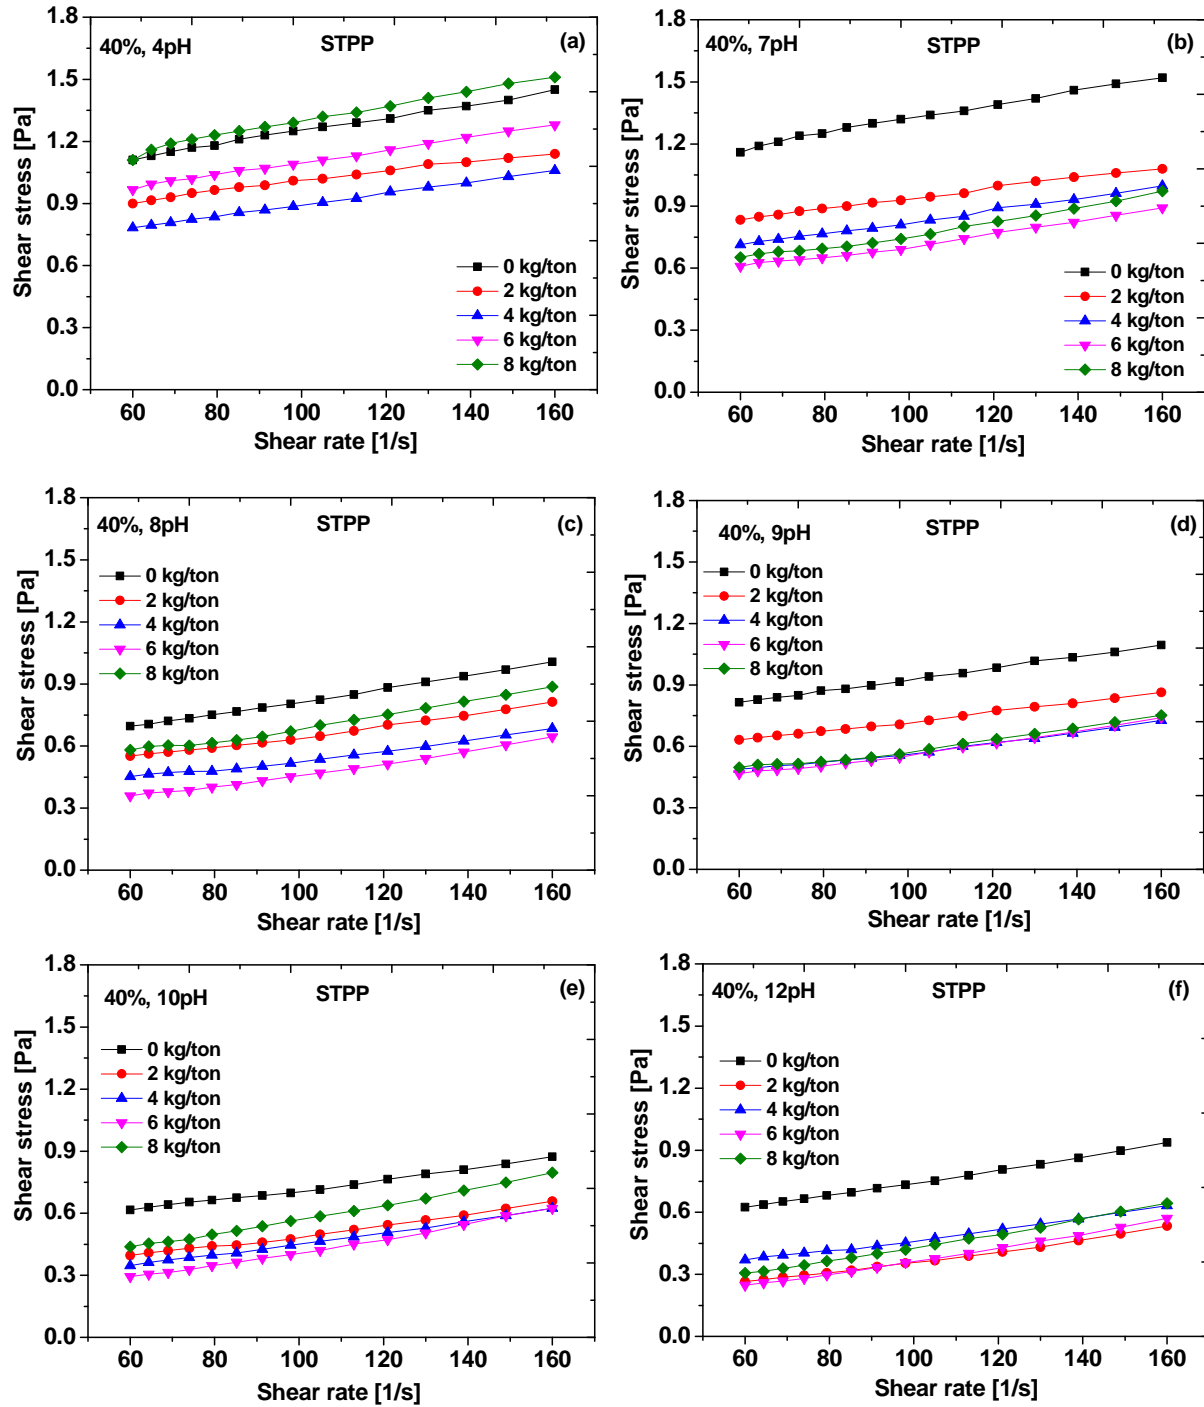 40%, 4pH STPP (a)
1.8
1.5
1.2
0.9
0.6
0.3
0.0
Shear stress [Pa]
0 kg/ton
2 kg/ton
4 kg/ton
6 kg/ton
8 kg/ton
60 80 100 120 140 160
Shear rate [1/s]
40%, 7pH STPP (b)
1.8
1.5
1.2
0.9
0.6
0.3
0.0
Shear stress [Pa]
0 kg/ton
2 kg/ton
4 kg/ton
6 kg/ton
8 kg/ton
60 80 100 120 140 160
Shear rate [1/s]
40%, 8pH STPP (c)
1.8
1.5
1.2
0.9
0.6
0.3
0.0
Shear stress [Pa]
0 kg/ton
2 kg/ton
4 kg/ton
6 kg/ton
8 kg/ton
60 80 100 120 140 160
Shear rate [1/s]
40%, 9pH STPP (d)
1.8
1.5
1.2
0.9
0.6
0.3
0.0
Shear stress [Pa]
0 kg/ton
2 kg/ton
4 kg/ton
6 kg/ton
8 kg/ton
60 80 100 120 140 160
Shear rate [1/s]
40%, 10pH STPP (e)
1.8
1.5
1.2
0.9
0.6
0.3
0.0
Shear stress [Pa]
0 kg/ton
2 kg/ton
4 kg/ton
6 kg/ton
8 kg/ton
60 80 100 120 140 160
Shear rate [1/s]
40%, 12pH STPP (f)
1.8
1.5
1.2
0.9
0.6
0.3
0.0
Shear stress [Pa]
0 kg/ton
2 kg/ton
4 kg/ton
6 kg/ton
8 kg/ton
60 80 100 120 140 160
Shear rate [1/s]